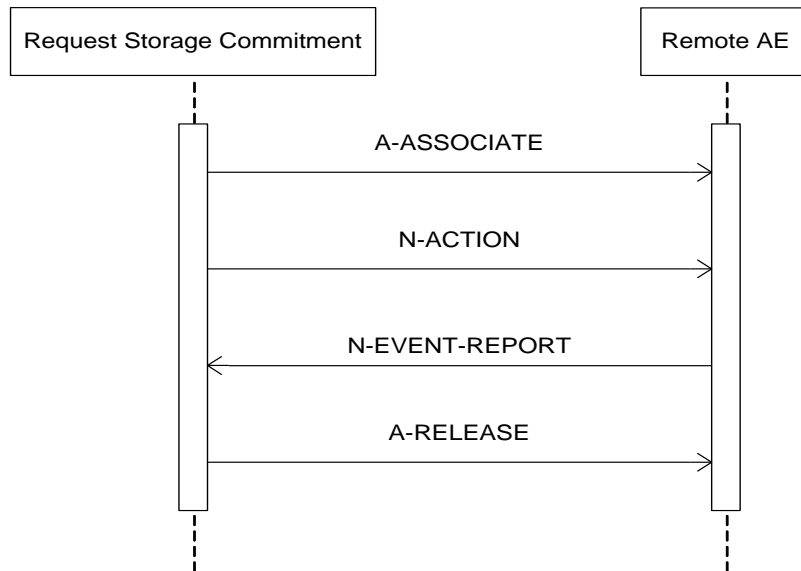 Request Storage Commitment
Remote AE
A-ASSOCIATE
N-ACTION
N-EVENT-REPORT
A-RELEASE